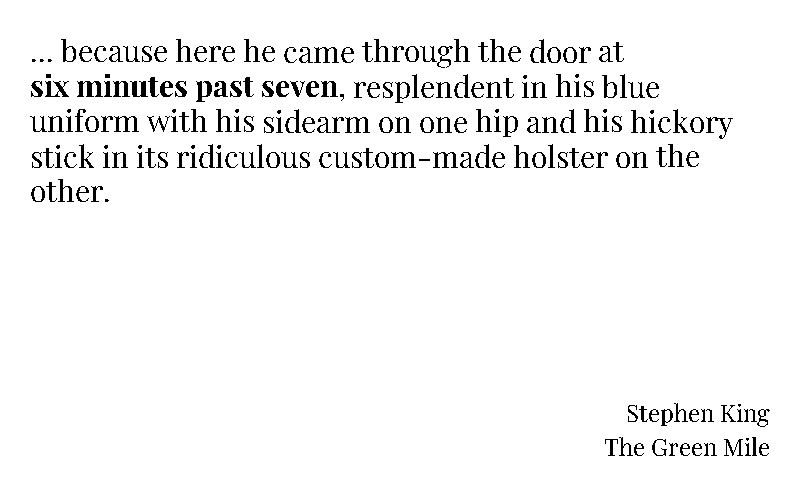 ... because here he came through the door at
six minutes past seven, resplendent in his blue
uniform with his sidearm on one hip and his hickory
stick in its ridiculous custom-made holster on the
other.
Stephen King
The Green Mile